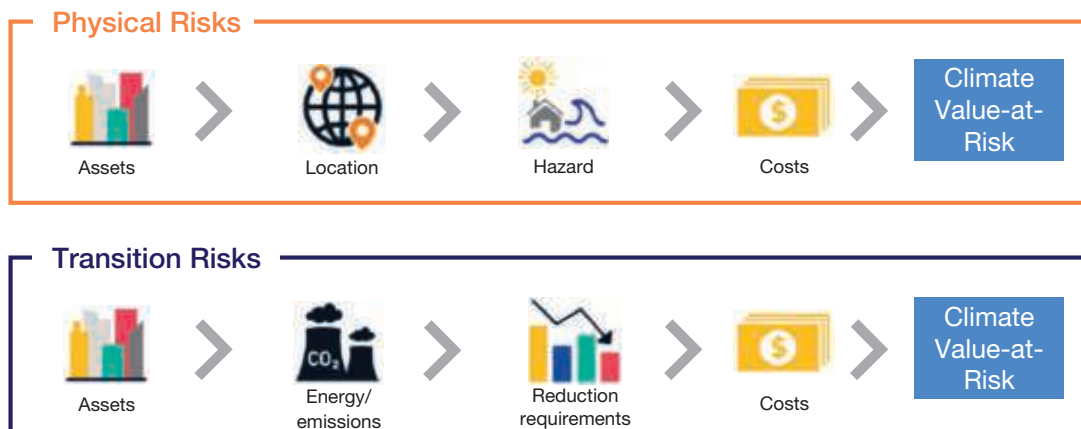 Physical Risks
Assets
Location
Hazard
Costs
Climate
Value-at-
Risk
Transition Risks
Assets
CO₂
Energy/
emissions
Reduction
requirements
$
Costs
Climate
Value-at-
Risk